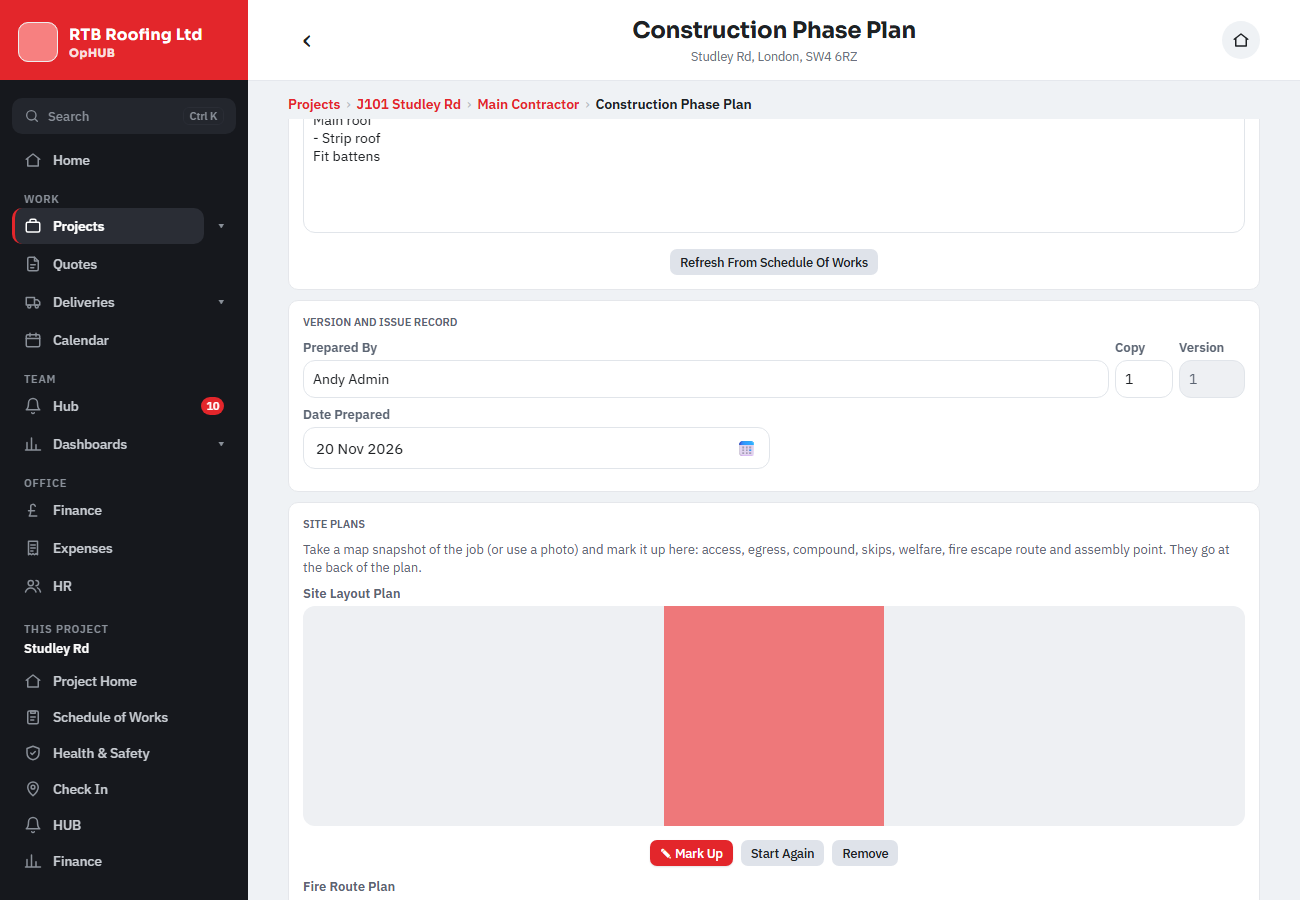 RTB Roofing Ltd
OpHUB
Search
Ctrl K
Home
WORK
Projects
Quotes
Deliveries
Calendar
TEAM
Hub
10
Dashboards
OFFICE
Finance
Expenses
HR
THIS PROJECT
Studley Rd
Project Home
Schedule of Works
Health & Safety
Check In
HUB
Finance
Construction Phase Plan
Studley Rd, London, SW4 6RZ
Projects › J101 Studley Rd › Main Contractor › Construction Phase Plan
Main roof
- Strip roof
Fit battens
Refresh From Schedule Of Works
VERSION AND ISSUE RECORD
Prepared By
Copy
Version
Andy Admin
1
1
Date Prepared
20 Nov 2026
SITE PLANS
Take a map snapshot of the job (or use a photo) and mark it up here: access, egress, compound, skips, welfare, fire escape route and assembly point. They go at
the back of the plan.
Site Layout Plan
Mark Up
Start Again
Remove
Fire Route Plan